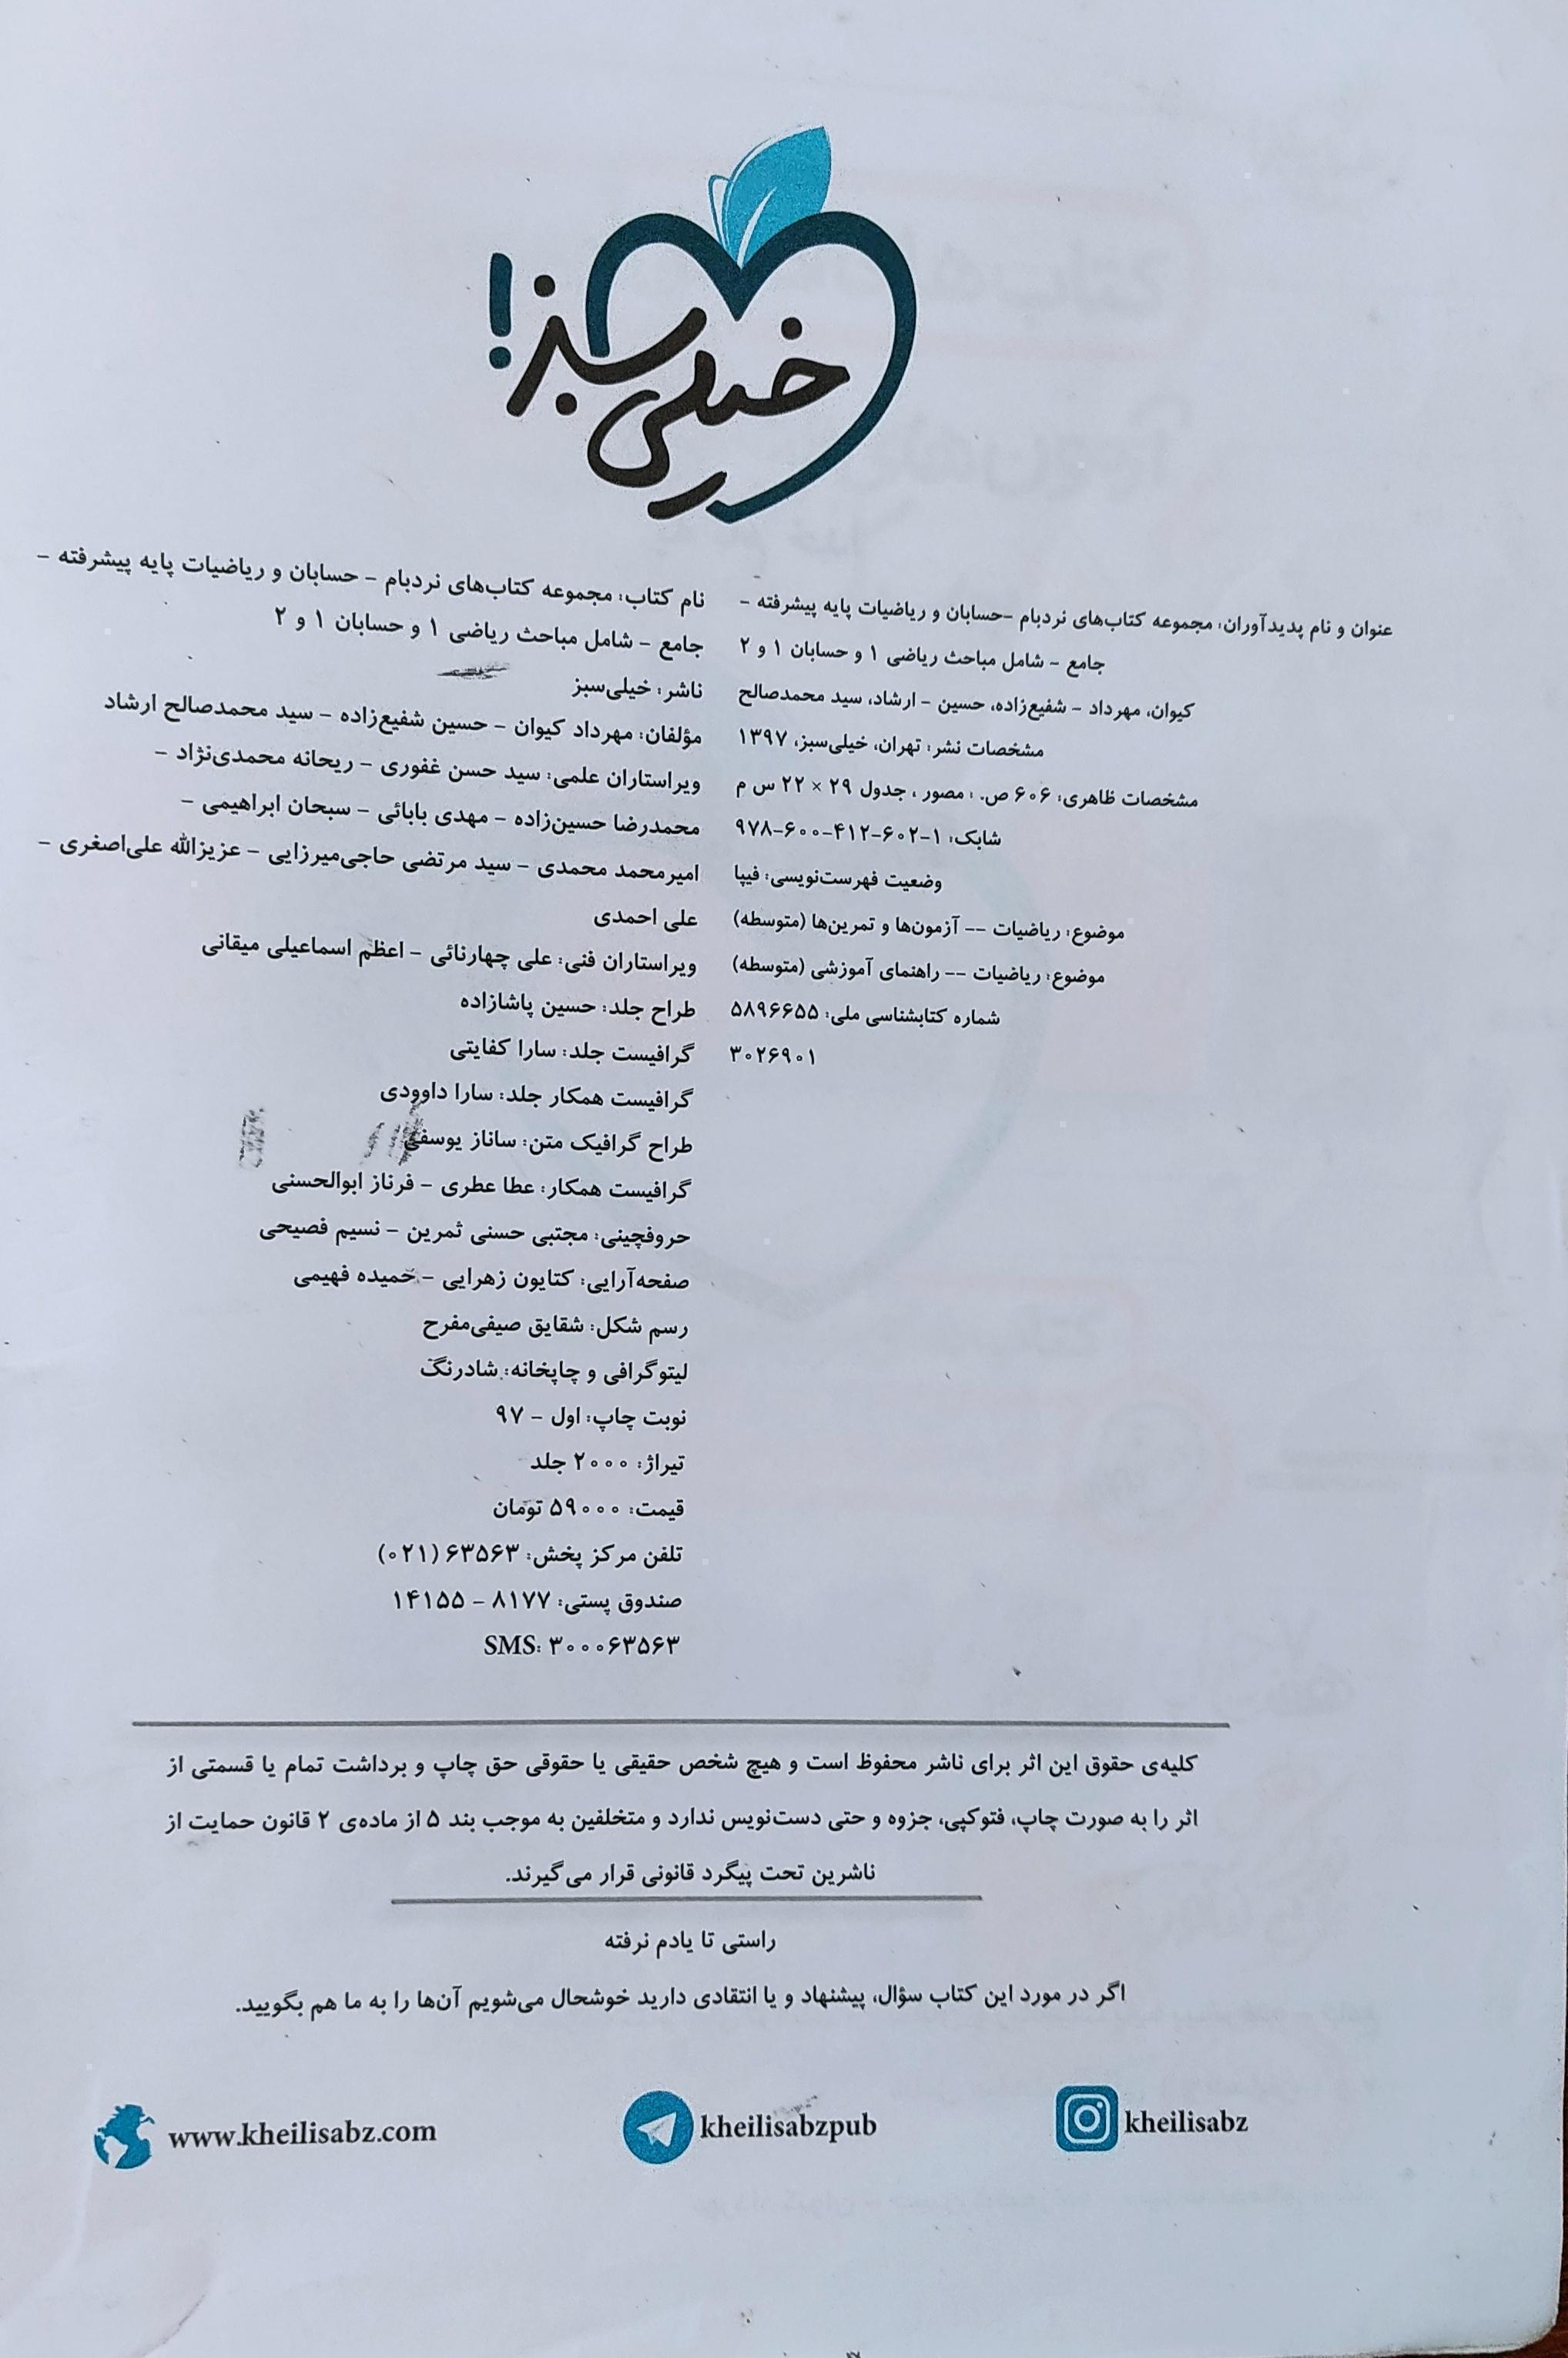 خیلی سبز!
عنوان و نام پدیدآوران: مجموعه کتاب‌های نردبام -حسابان و ریاضیات پایه پیشرفته -
جامع - شامل مباحث ریاضی ۱ و حسابان ۱ و ۲
کیوان، مهرداد - شفیع‌زاده، حسین - ارشاد، سید محمدصالح
مشخصات نشر: تهران، خیلی‌سبز، ۱۳۹۷
مشخصات ظاهری: ۶۰۶ ص. : مصور ، جدول ۲۹ × ۲۲ س م
شابک: ۱-۶۰۲-۴۱۲-۶۰۰-۹۷۸
وضعیت فهرست‌نویسی: فیپا
موضوع: ریاضیات -- آزمون‌ها و تمرین‌ها (متوسطه)
موضوع: ریاضیات -- راهنمای آموزشی (متوسطه)
شماره کتابشناسی ملی: ۵۸۹۶۶۵۵
۳۰۲۶۹۰۱
نام کتاب: مجموعه کتاب‌های نردبام - حسابان و ریاضیات پایه پیشرفته -
جامع - شامل مباحث ریاضی ۱ و حسابان ۱ و ۲
ناشر: خیلی‌سبز
مؤلفان: مهرداد کیوان - حسین شفیع‌زاده - سید محمدصالح ارشاد
ویراستاران علمی: سید حسن غفوری - ریحانه محمدی‌نژاد -
محمدرضا حسین‌زاده - مهدی بابائی - سبحان ابراهیمی -
امیرمحمد محمدی - سید مرتضی حاجی‌میرزایی - عزیزالله علی‌اصغری -
علی احمدی
ویراستاران فنی: علی چهارنائی - اعظم اسماعیلی میقانی
طراح جلد: حسین پاشازاده
گرافیست جلد: سارا کفایتی
گرافیست همکار جلد: سارا داوودی
طراح گرافیک متن: ساناز یوسفی
گرافیست همکار: عطا عطری - فرناز ابوالحسنی
حروفچینی: مجتبی حسنی ثمرین - نسیم فصیحی
صفحه‌آرایی: کتایون زهرایی - حمیده فهیمی
رسم شکل: شقایق صیفی‌مفرح
لیتوگرافی و چاپخانه: شادرنگ
نوبت چاپ: اول - ۹۷
تیراژ: ۲۰۰۰ جلد
قیمت: ۵۹۰۰۰ تومان
تلفن مرکز پخش: ۶۳۵۶۳ (۰۲۱)
صندوق پستی: ۸۱۷۷ - ۱۴۱۵۵
SMS: ۳۰۰۰۶۳۵۶۳
کلیه‌ی حقوق این اثر برای ناشر محفوظ است و هیچ شخص حقیقی یا حقوقی حق چاپ و برداشت تمام یا قسمتی از
اثر را به صورت چاپ، فتوکپی، جزوه و حتی دست‌نویس ندارد و متخلفین به موجب بند ۵ از ماده‌ی ۲ قانون حمایت از
ناشرین تحت پیگرد قانونی قرار می‌گیرند.
راستی تا یادم نرفته
اگر در مورد این کتاب سؤال، پیشنهاد و یا انتقادی دارید خوشحال می‌شویم آن‌ها را به ما هم بگویید.
www.kheilisabz.com kheilisabzpub kheilisabz